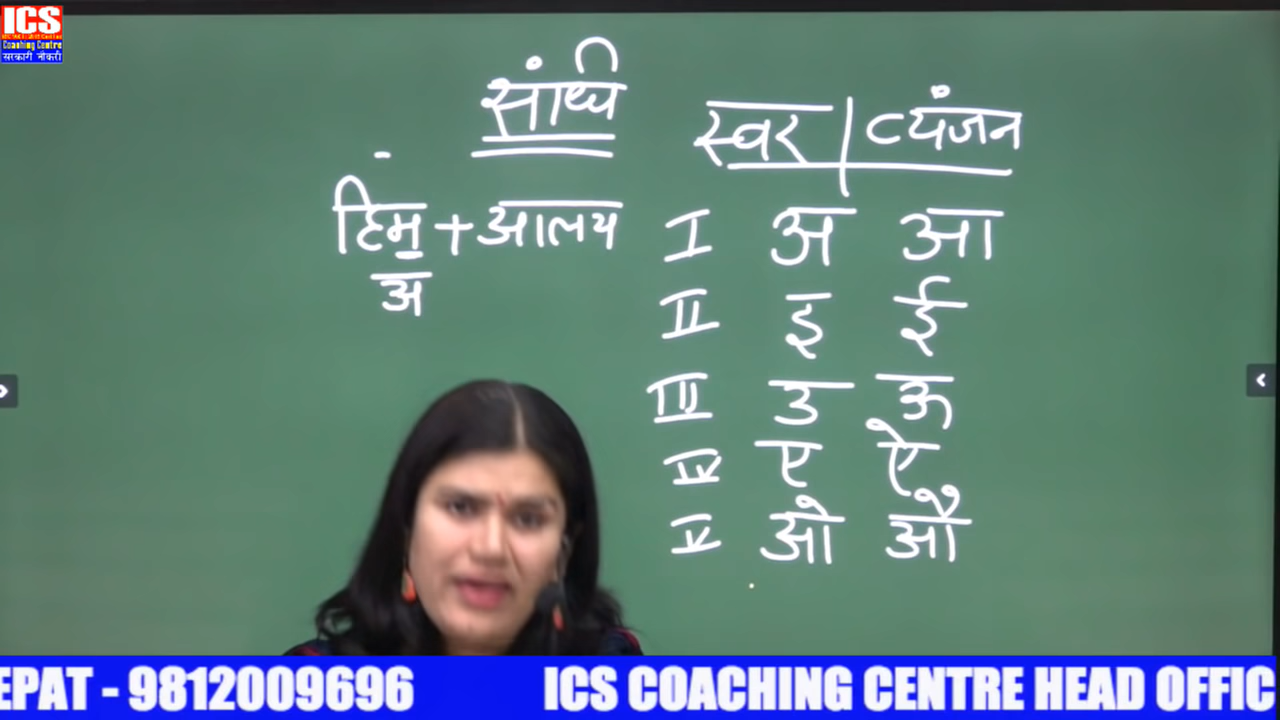 ICS
Coaching Centre
सरकारी नौकरी
संधि
स्वर | व्यंजन
हिम + आलय
अ
I अ आ
II इ ई
III उ ऊ
IV ए ऐ
V ओ औ
EPAT - 9812009696 ICS COACHING CENTRE HEAD OFFIC